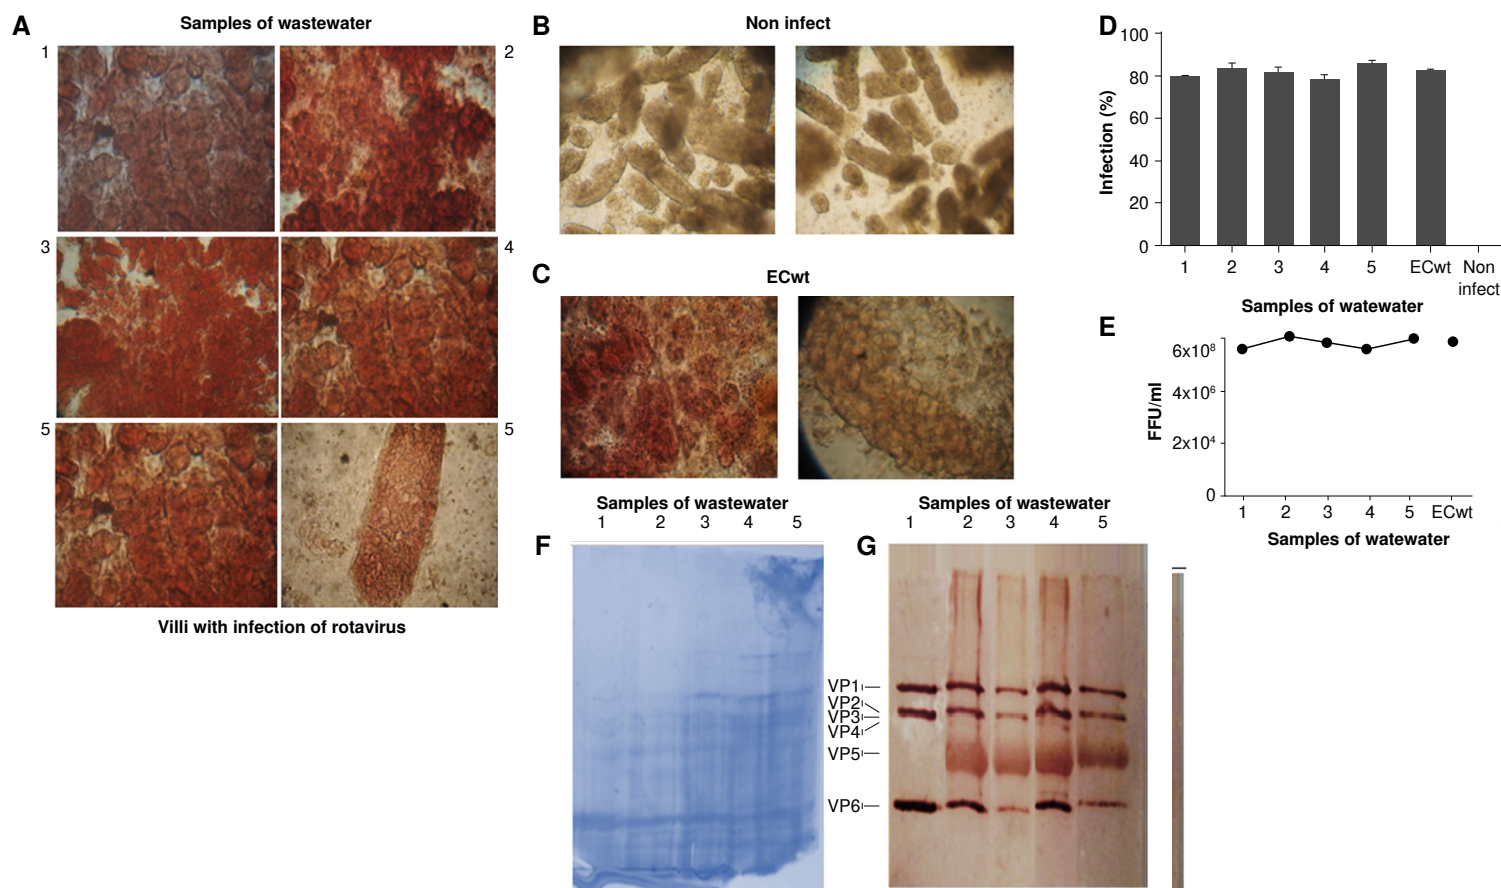 A
Samples of wastewater
1
2
3
4
5
5
Villi with infection of rotavirus
B
Non infect
C
ECwt
D
Infection (%)
100
80
60
40
20
0
1 2 3 4 5 ECwt Non infect
Samples of watewater
E
FFU/ml
6x10⁸
4x10⁶
2x10⁴
0
1 2 3 4 5 ECwt
Samples of watewater
F
Samples of wastewater
1 2 3 4 5
G
Samples of wastewater
1 2 3 4 5
VP1
VP2
VP3
VP4
VP5
VP6